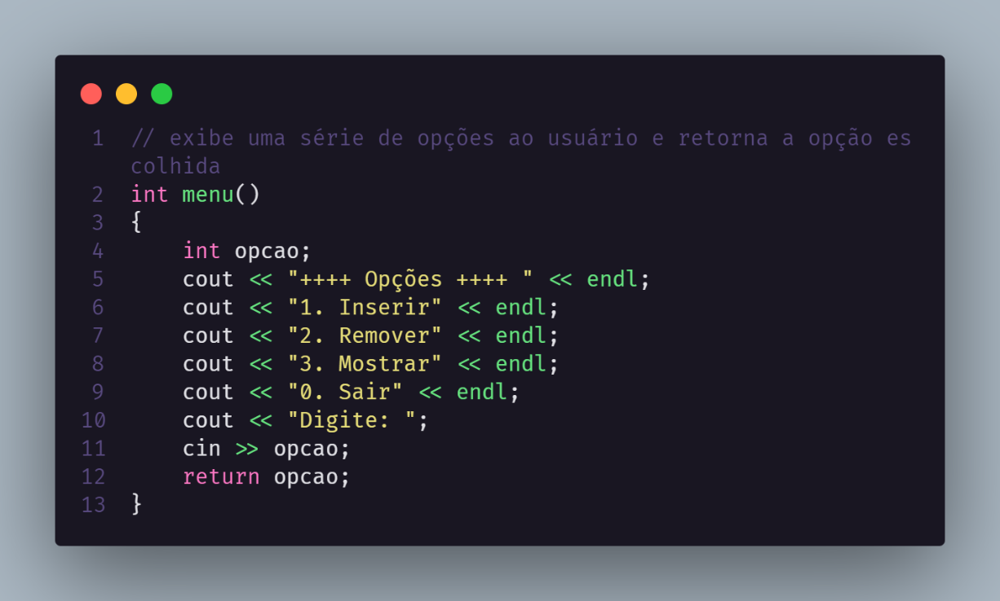 1 // exibe uma série de opções ao usuário e retorna a opção es
colhida
2 int menu()
3 {
4     int opcao;
5     cout << "++++ Opções ++++ " << endl;
6     cout << "1. Inserir" << endl;
7     cout << "2. Remover" << endl;
8     cout << "3. Mostrar" << endl;
9     cout << "0. Sair" << endl;
10     cout << "Digite: ";
11     cin >> opcao;
12     return opcao;
13 }